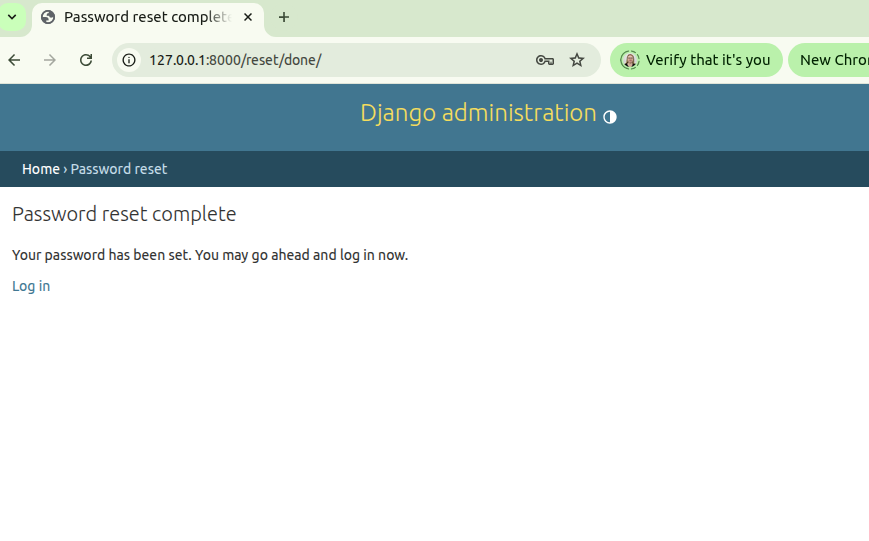 Password reset complete
127.0.0.1:8000/reset/done/
Verify that it's you
New Chro
Django administration
Home › Password reset
Password reset complete
Your password has been set. You may go ahead and log in now.
Log in